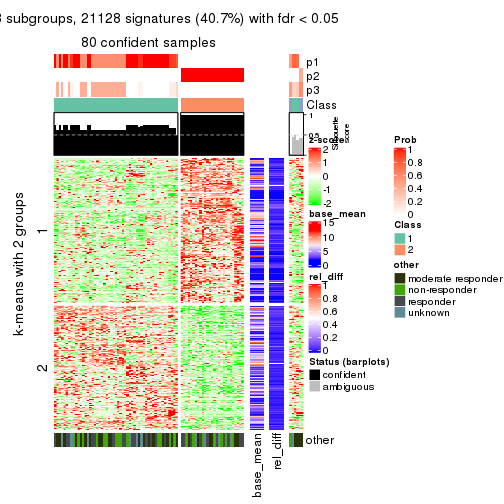 3 subgroups, 21128 signatures (40.7%) with fdr < 0.05
80 confident samples
p1
p2
p3
Class
1
0.5
0
Silhouette
score
k-means with 2 groups
1
2
z-score
2
1
0
-1
-2
base_mean
15
10
5
0
rel_diff
1
0.8
0.6
0.4
0.2
0
Status (barplots)
confident
ambiguous
Prob
1
0.8
0.6
0.4
0.2
0
Class
1
2
other
moderate responder
non-responder
responder
unknown
other
base_mean
rel_diff